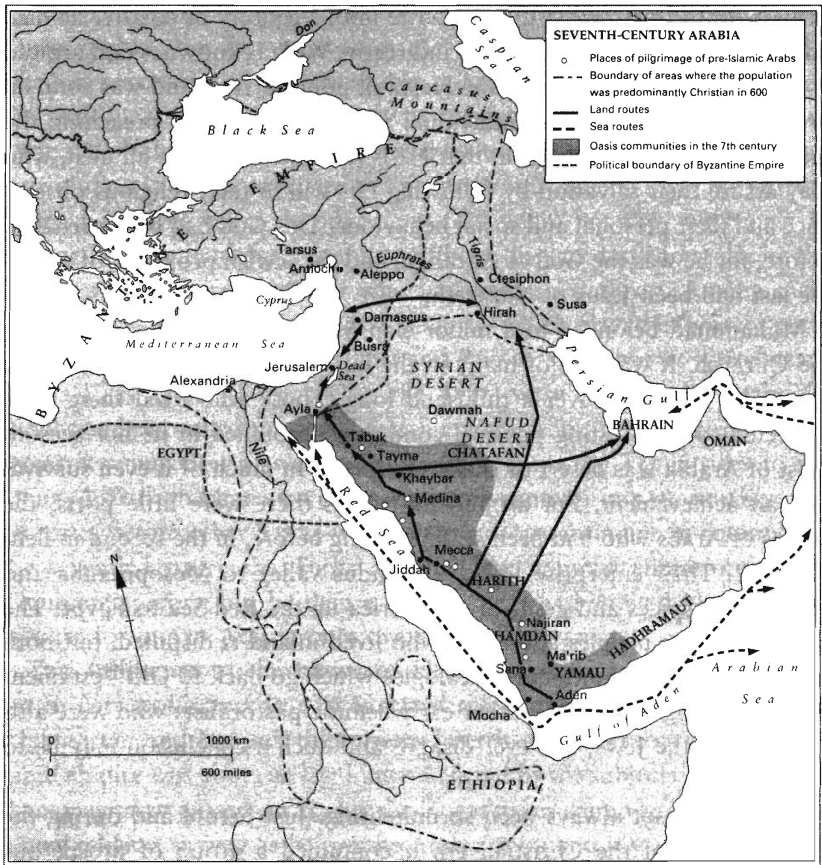 SEVENTH-CENTURY ARABIA
Places of pilgrimage of pre-Islamic Arabs
Boundary of areas where the population
was predominantly Christian in 600
Land routes
Sea routes
Oasis communities in the 7th century
Political boundary of Byzantine Empire
Don
Caspian
Sea
Caucasus
Mountains
Black Sea
BYZANTINE EMPIRE
Tarsus
Antioch
Aleppo
Euphrates
Tigris
Ctesiphon
Susa
Cyprus
Damascus
Hirah
Mediterranean Sea
Busra
Jerusalem
Dead
Sea
SYRIAN
DESERT
Persian Gulf
Alexandria
Ayla
Dawmah
NAFUD
DESERT
BAHRAIN
OMAN
EGYPT
Nile
Tabuk
Tayma
CHATAFAN
Khaybar
Medina
Red Sea
N
Mecca
Jiddah
HARITH
Najiran
HAMDAN
HADHRAMAUT
Ma'rib
Sana
YAMAU
Arabian
Sea
Aden
Mocha
Gulf of Aden
0 1000 km
0 600 miles
ETHIOPIA